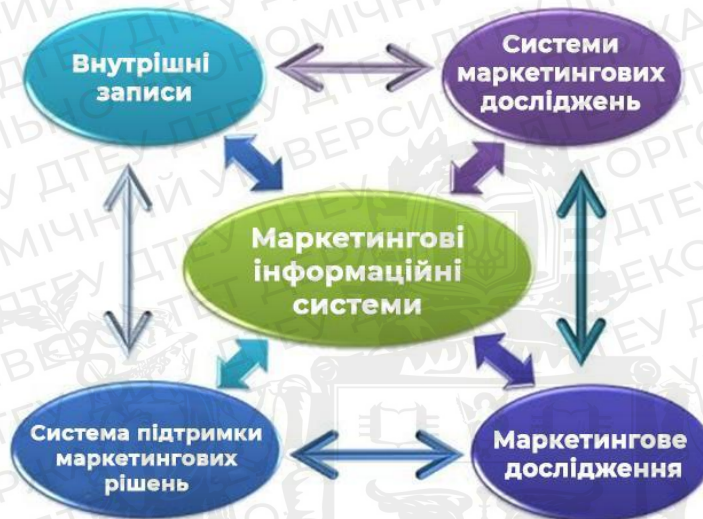 Внутрішні
записи
Системи
маркетингових
досліджень
Маркетингові
інформаційні
системи
Система підтримки
маркетингових
рішень
Маркетингове
дослідження